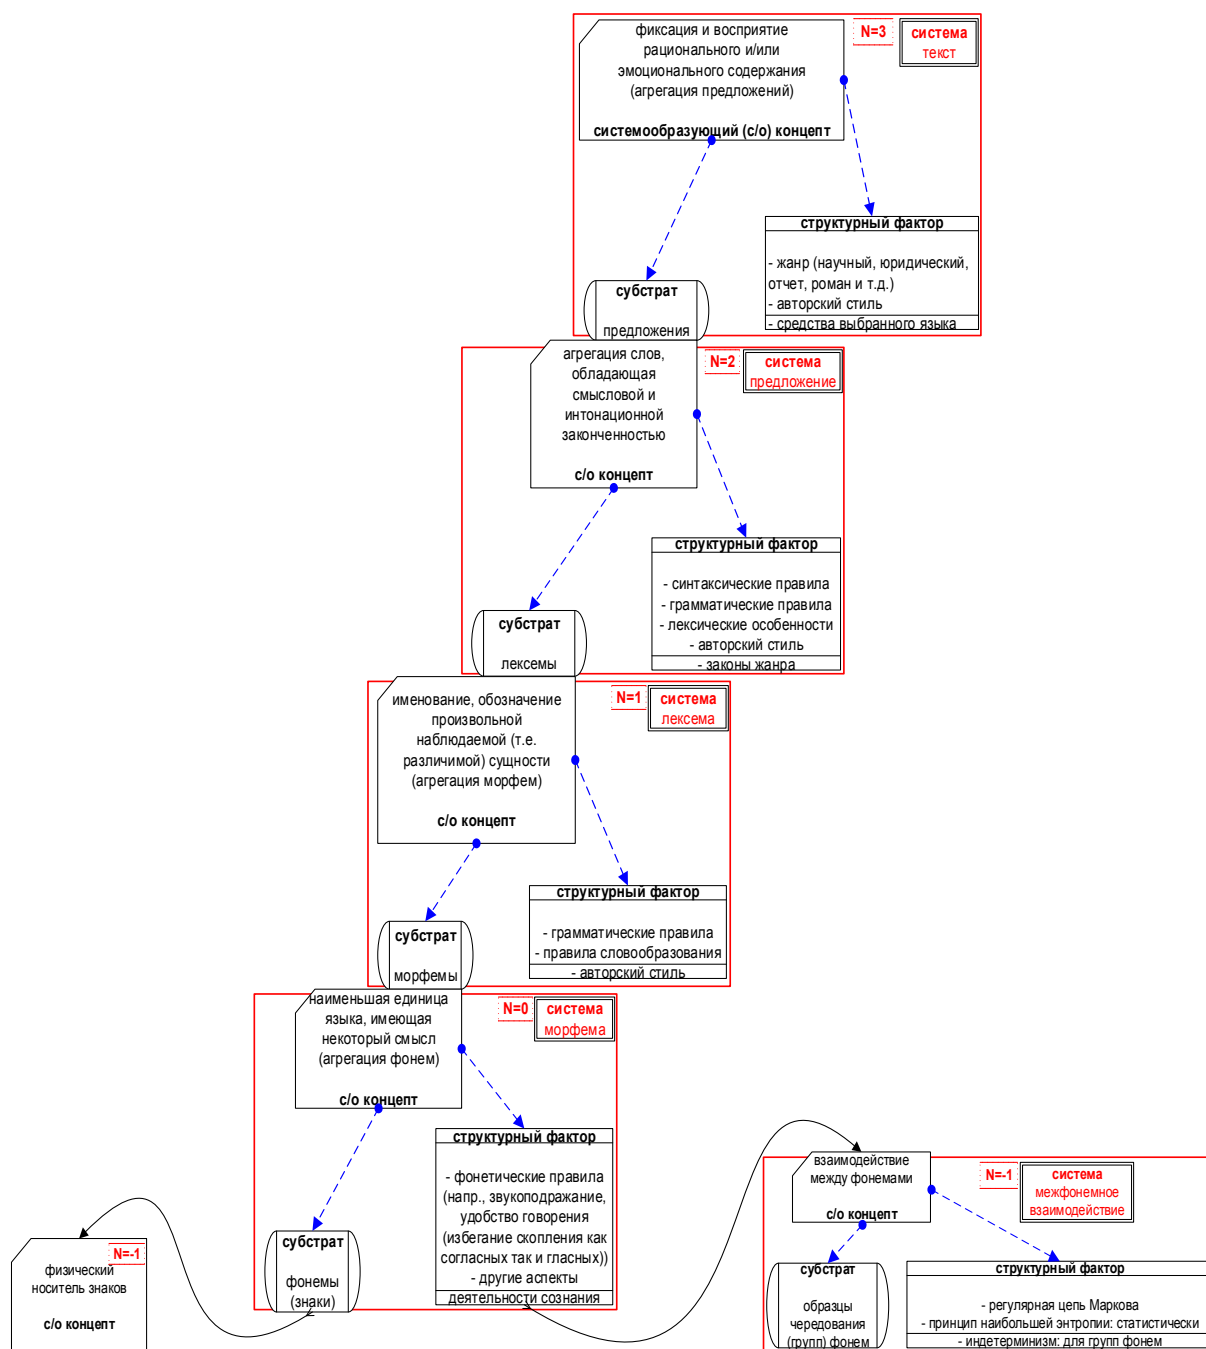 фиксация и восприятие
рационального и/или
эмоционального содержания
(агрегация предложений)
системообразующий (с/о) концепт
N=3
система
текст
структурный фактор
- жанр (научный, юридический,
отчет, роман и т.д.)
- авторский стиль
- средства выбранного языка
субстрат
предложения
агрегация слов,
обладающая
смысловой и
интонационной
законченностью
с/о концепт
N=2
система
предложение
структурный фактор
- синтаксические правила
- грамматические правила
- лексические особенности
- авторский стиль
- законы жанра
субстрат
лексемы
именование, обозначение
произвольной
наблюдаемой (т.е.
различимой) сущности
(агрегация морфем)
с/о концепт
N=1
система
лексема
структурный фактор
- грамматические правила
- правила словообразования
- авторский стиль
субстрат
морфемы
наименьшая единица
языка, имеющая
некоторый смысл
(агрегация фонем)
с/о концепт
N=0
система
морфема
структурный фактор
- фонетические правила
(напр., звукоподражание,
удобство говорения
(избегание скопления как
согласных так и гласных))
- другие аспекты
деятельности сознания
субстрат
фонемы
(знаки)
N=-1
физический
носитель знаков
с/о концепт
взаимодействие
между фонемами
с/о концепт
N=-1
система
межфонемное
взаимодействие
субстрат
образцы
чередования
(групп) фонем
структурный фактор
- регулярная цепь Маркова
- принцип наибольшей энтропии: статистически
- индетерминизм: для групп фонем